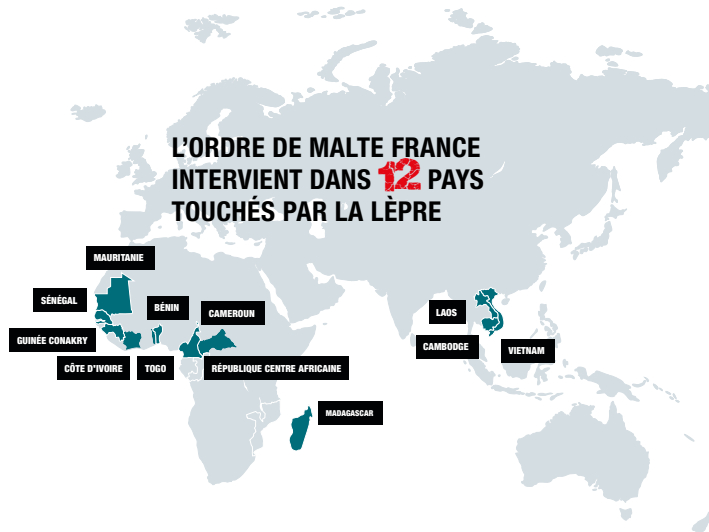 L'ORDRE DE MALTE FRANCE
INTERVIENT DANS 12 PAYS
TOUCHÉS PAR LA LÈPRE
MAURITANIE
SÉNÉGAL
BÉNIN
CAMEROUN
GUINÉE CONAKRY
CÔTE D'IVOIRE
TOGO
RÉPUBLIQUE CENTRE AFRICAINE
MADAGASCAR
LAOS
CAMBODGE
VIETNAM